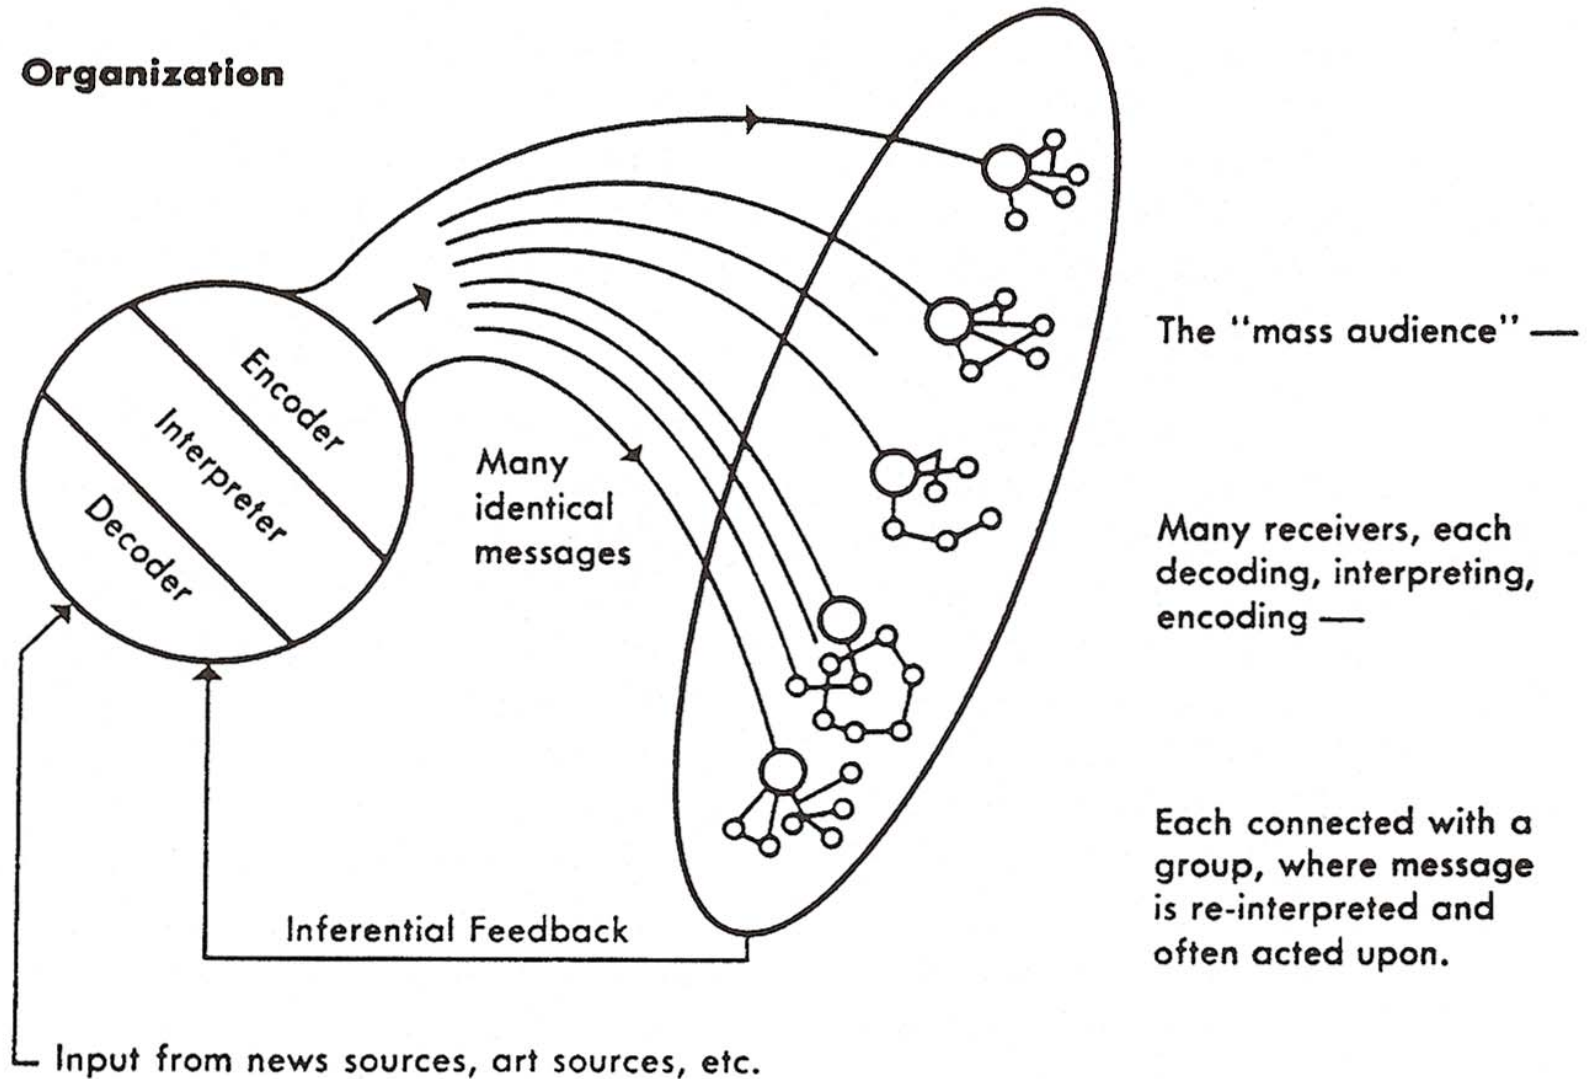 Organization
Encoder
Interpreter
Decoder
Many
identical
messages
The "mass audience" —
Many receivers, each
decoding, interpreting,
encoding —
Each connected with a
group, where message
is re-interpreted and
often acted upon.
Inferential Feedback
Input from news sources, art sources, etc.